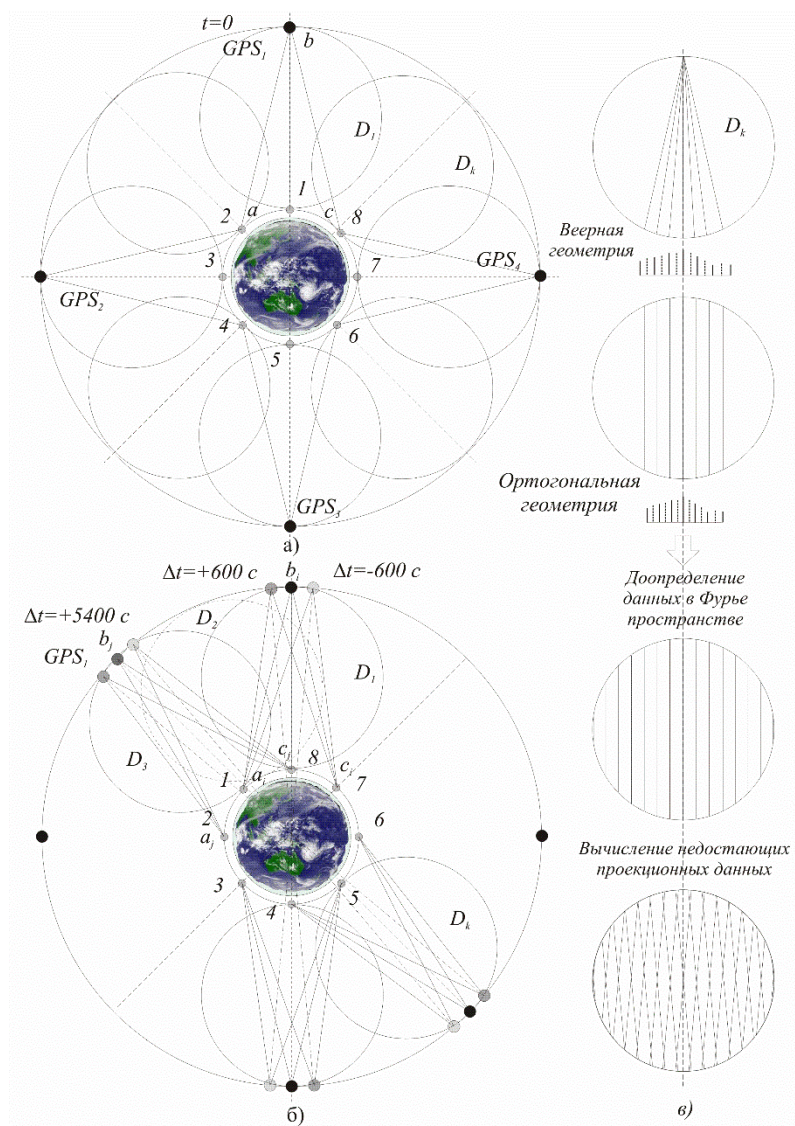 t=0
GPS₁
b
D₁
Dₖ
1
2
a
c
8
3
7
GPS₂
GPS₄
4
6
5
GPS₃
а)
Δt=+600 c
bᵢ
Δt=-600 c
Δt=+5400 c
bⱼ
GPS₁
D₂
D₁
D₃
cⱼ
8
1
aᵢ
cᵢ
7
2
aⱼ
6
3
5
4
Dₖ
б)
Dₖ
Веерная
геометрия
Ортогональная
геометрия
Доопределение
данных в Фурье
пространстве
Вычисление недостающих
проекционных данных
в)